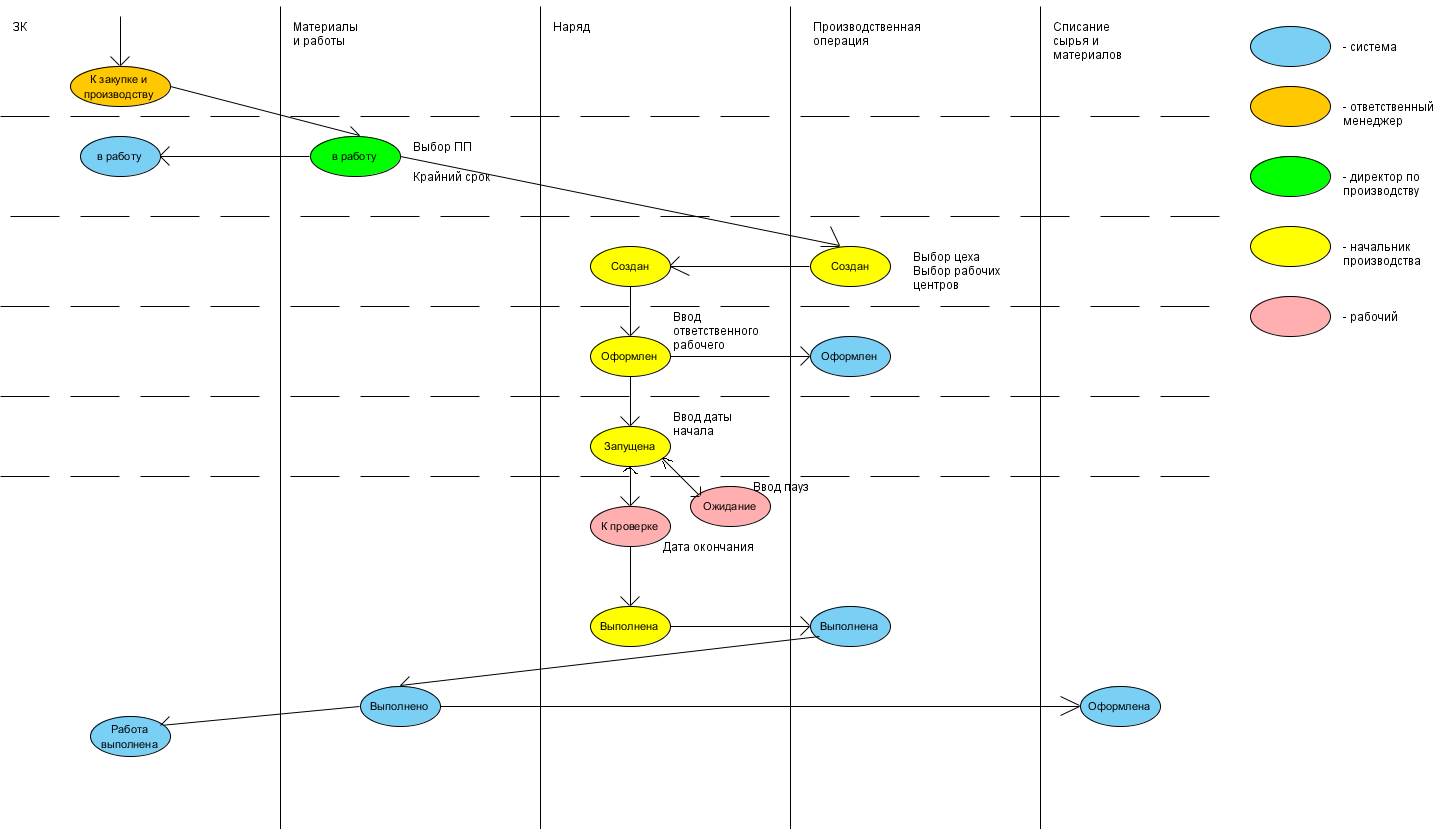 ЗК
Материалы
и работы
Наряд
Производственная
операция
Списание
сырья и
материалов
- система
К закупке и
производству
- ответственный
менеджер
в работу
в работу
Выбор ПП
Крайний срок
- директор по
производству
Создан
Создан
Выбор цеха
Выбор рабочих
центров
- начальник
производства
Ввод
ответственного
рабочего
- рабочий
Оформлен
Оформлен
Ввод даты
начала
Запущена
Ввод пауз
Ожидание
К проверке
Дата окончания
Выполнена
Выполнена
Выполнено
Оформлена
Работа
выполнена